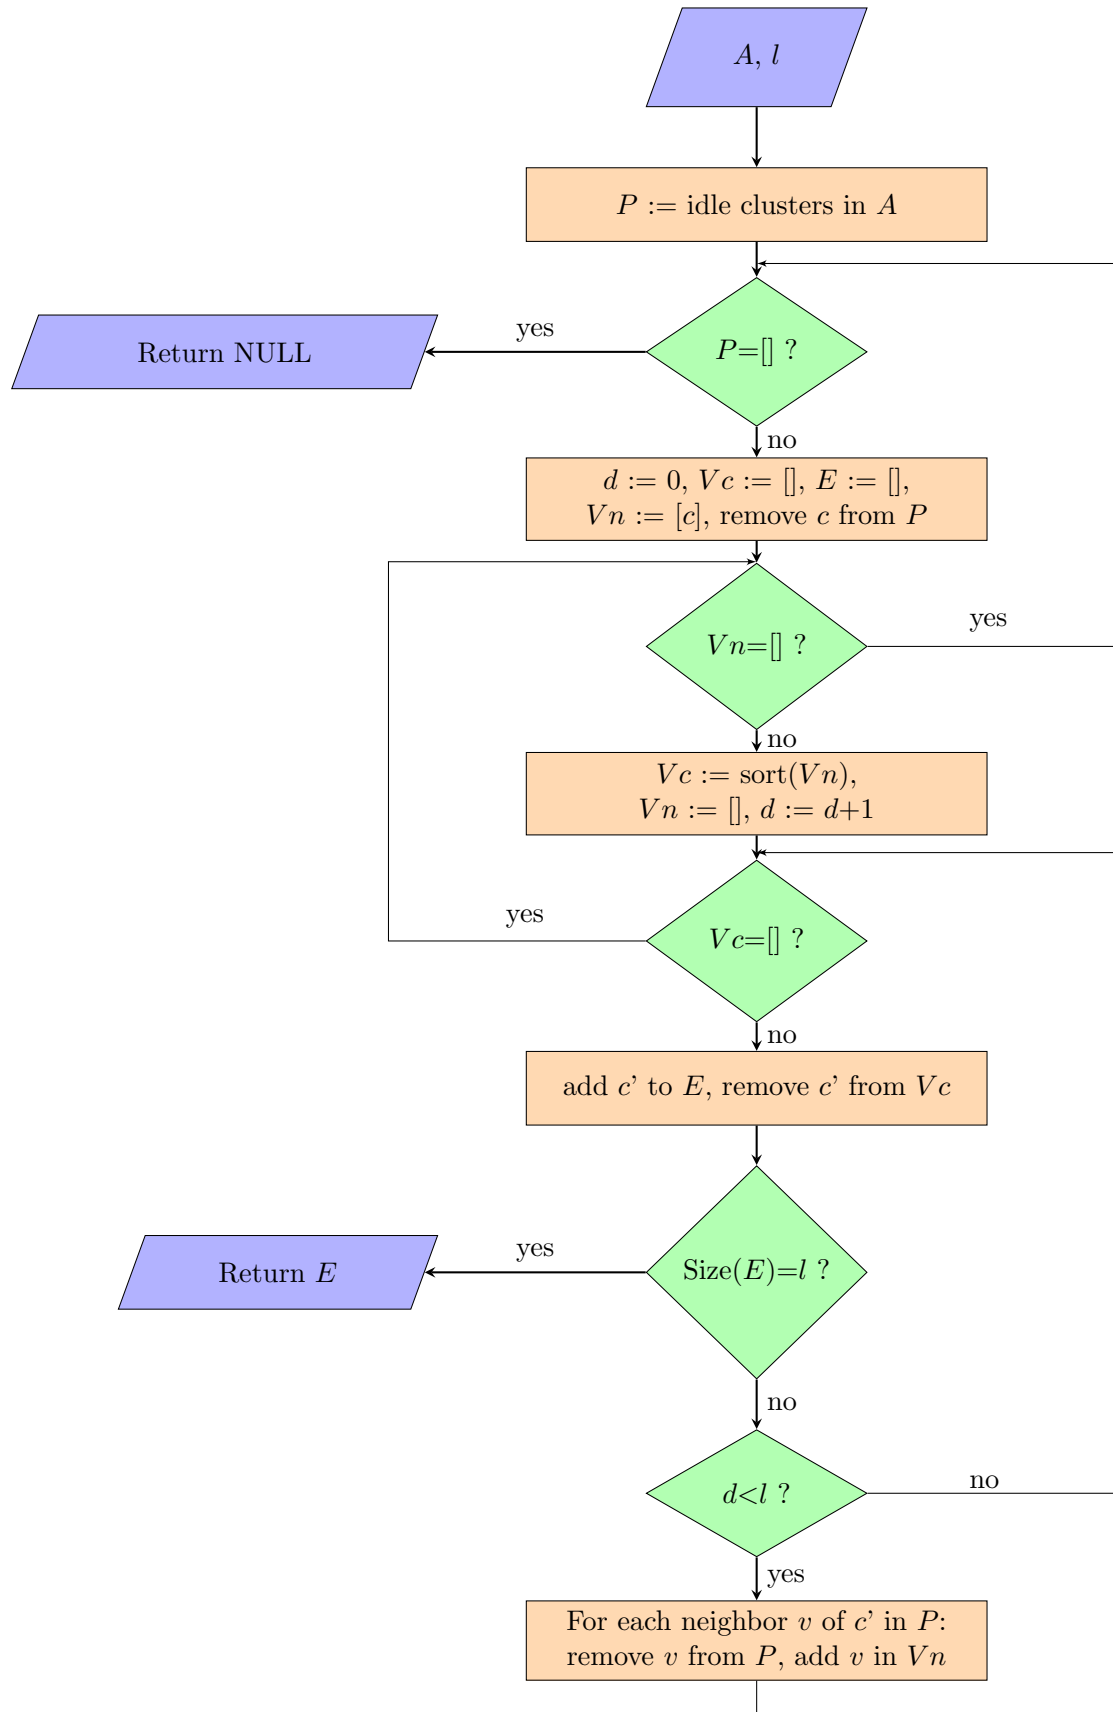 A, l
P := idle clusters in A
yes
Return NULL
P=[] ?
no
d := 0, Vc := [], E := [],
Vn := [c], remove c from P
Vn=[] ?
yes
no
Vc := sort(Vn),
Vn := [], d := d+1
yes
Vc=[] ?
no
add c’ to E, remove c’ from Vc
yes
Return E
Size(E)=l ?
no
d<l ?
no
yes
For each neighbor v of c’ in P:
remove v from P, add v in Vn